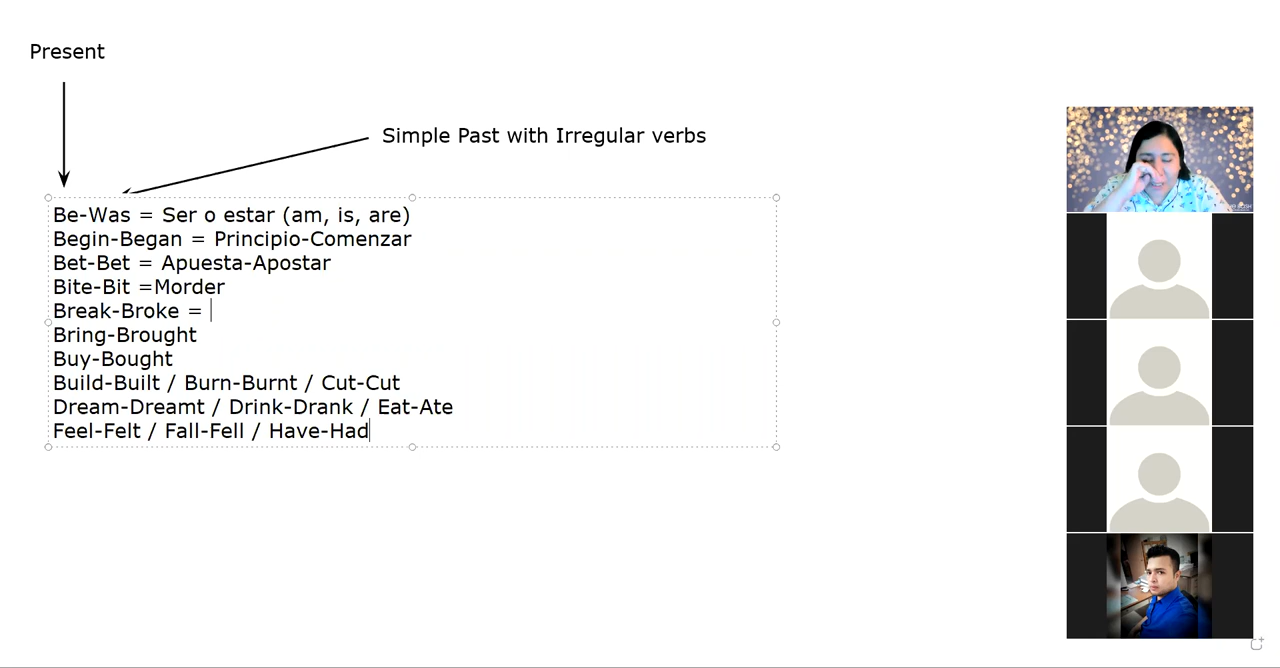 Present
Simple Past with Irregular verbs
Be-Was = Ser o estar (am, is, are)
Begin-Began = Principio-Comenzar
Bet-Bet = Apuesta-Apostar
Bite-Bit =Morder
Break-Broke =
Bring-Brought
Buy-Bought
Build-Built / Burn-Burnt / Cut-Cut
Dream-Dreamt / Drink-Drank / Eat-Ate
Feel-Felt / Fall-Fell / Have-Had